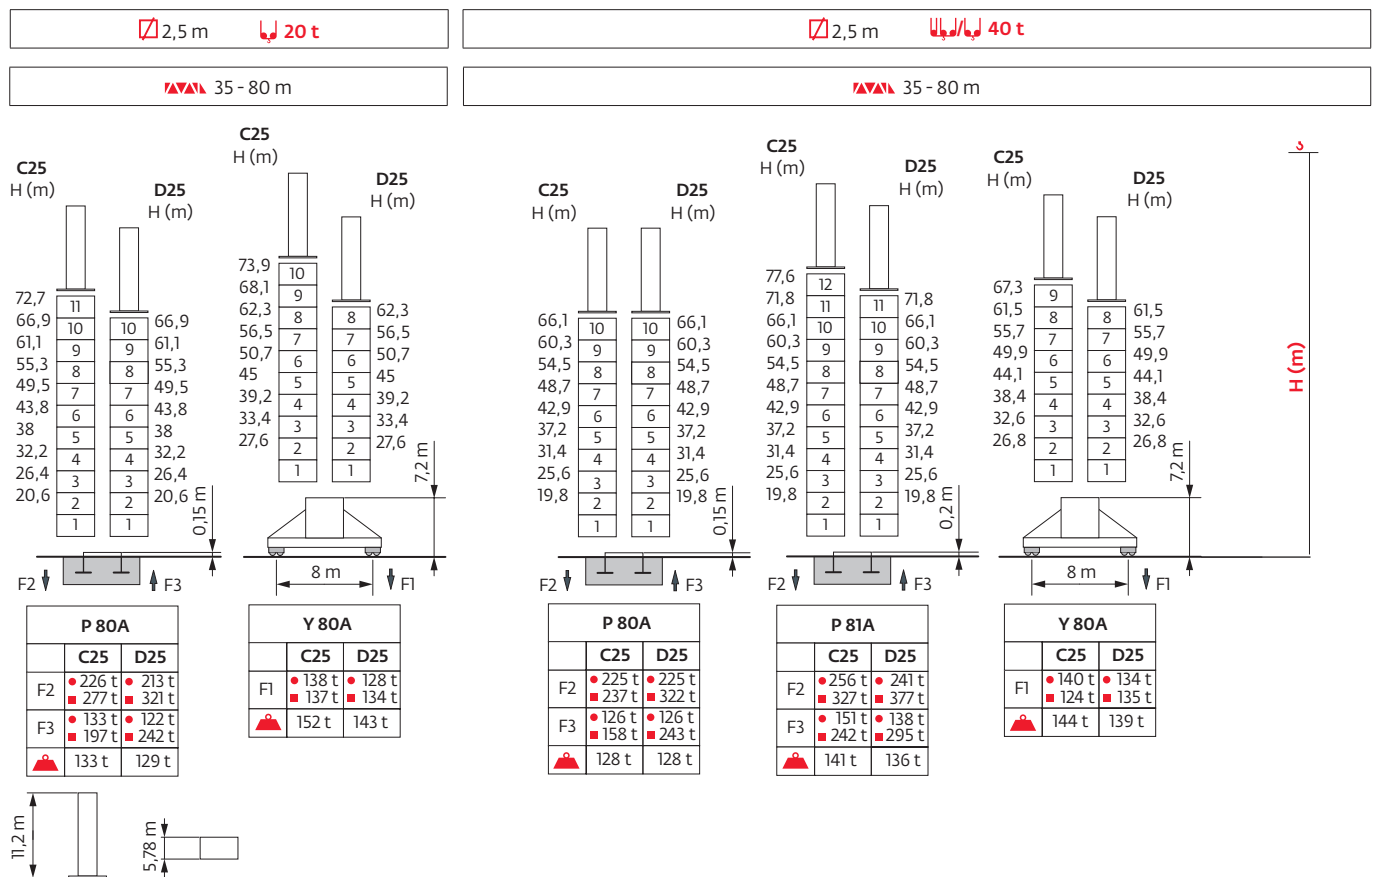 2,5 m 20 t
2,5 m / 40 t
35 - 80 m
35 - 80 m
C25
H (m)
D25
H (m)
72,7
66,9
61,1
55,3
49,5
43,8
38
32,2
26,4
20,6
11
10
9
8
7
6
5
4
3
2
1
10
9
8
7
6
5
4
3
2
1
66,9
61,1
55,3
49,5
43,8
38
32,2
26,4
20,6
0,15 m
F2
F3
C25
H (m)
D25
H (m)
73,9
68,1
62,3
56,5
50,7
45
39,2
33,4
27,6
10
9
8
7
6
5
4
3
2
1
8
7
6
5
4
3
2
1
62,3
56,5
50,7
45
39,2
33,4
27,6
7,2 m
8 m
F1
C25
H (m)
D25
H (m)
66,1
60,3
54,5
48,7
42,9
37,2
31,4
25,6
19,8
10
9
8
7
6
5
4
3
2
1
10
9
8
7
6
5
4
3
2
1
66,1
60,3
54,5
48,7
42,9
37,2
31,4
25,6
19,8
0,15 m
F2
F3
C25
H (m)
D25
H (m)
77,6
71,8
66,1
60,3
54,5
48,7
42,9
37,2
31,4
25,6
19,8
12
11
10
9
8
7
6
5
4
3
2
1
11
10
9
8
7
6
5
4
3
2
1
71,8
66,1
60,3
54,5
48,7
42,9
37,2
31,4
25,6
19,8
0,2 m
F2
F3
C25
H (m)
D25
H (m)
67,3
61,5
55,7
49,9
44,1
38,4
32,6
26,8
9
8
7
6
5
4
3
2
1
8
7
6
5
4
3
2
1
61,5
55,7
49,9
44,1
38,4
32,6
26,8
7,2 m
8 m
F1
H (m)
P 80A
C25 D25
F2 226 t 213 t
277 t 321 t
F3 133 t 122 t
197 t 242 t
133 t 129 t
Y 80A
C25 D25
F1 138 t 128 t
137 t 134 t
152 t 143 t
P 80A
C25 D25
F2 225 t 225 t
237 t 322 t
F3 126 t 126 t
158 t 243 t
128 t 128 t
P 81A
C25 D25
F2 256 t 241 t
327 t 377 t
F3 151 t 138 t
242 t 295 t
141 t 136 t
Y 80A
C25 D25
F1 140 t 134 t
124 t 135 t
144 t 139 t
11,2 m
5,78 m